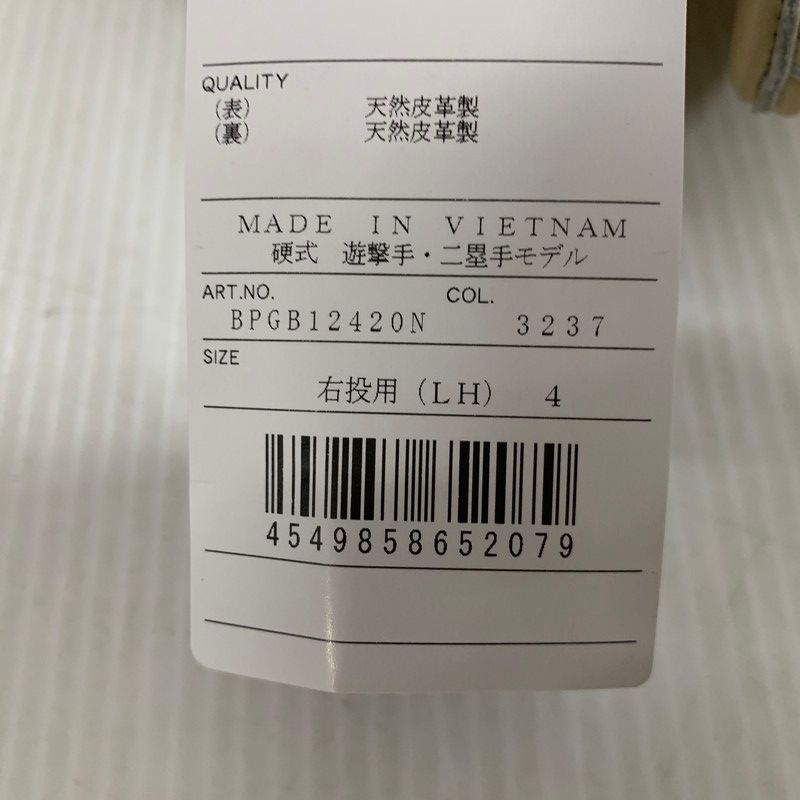 QUALITY
(表) 天然皮革製
(裏) 天然皮革製
MADE IN VIETNAM
硬式 遊撃手・二塁手モデル
ART.NO. COL.
BPGB12420N 3237
SIZE
右投用(LH) 4
4549858652079